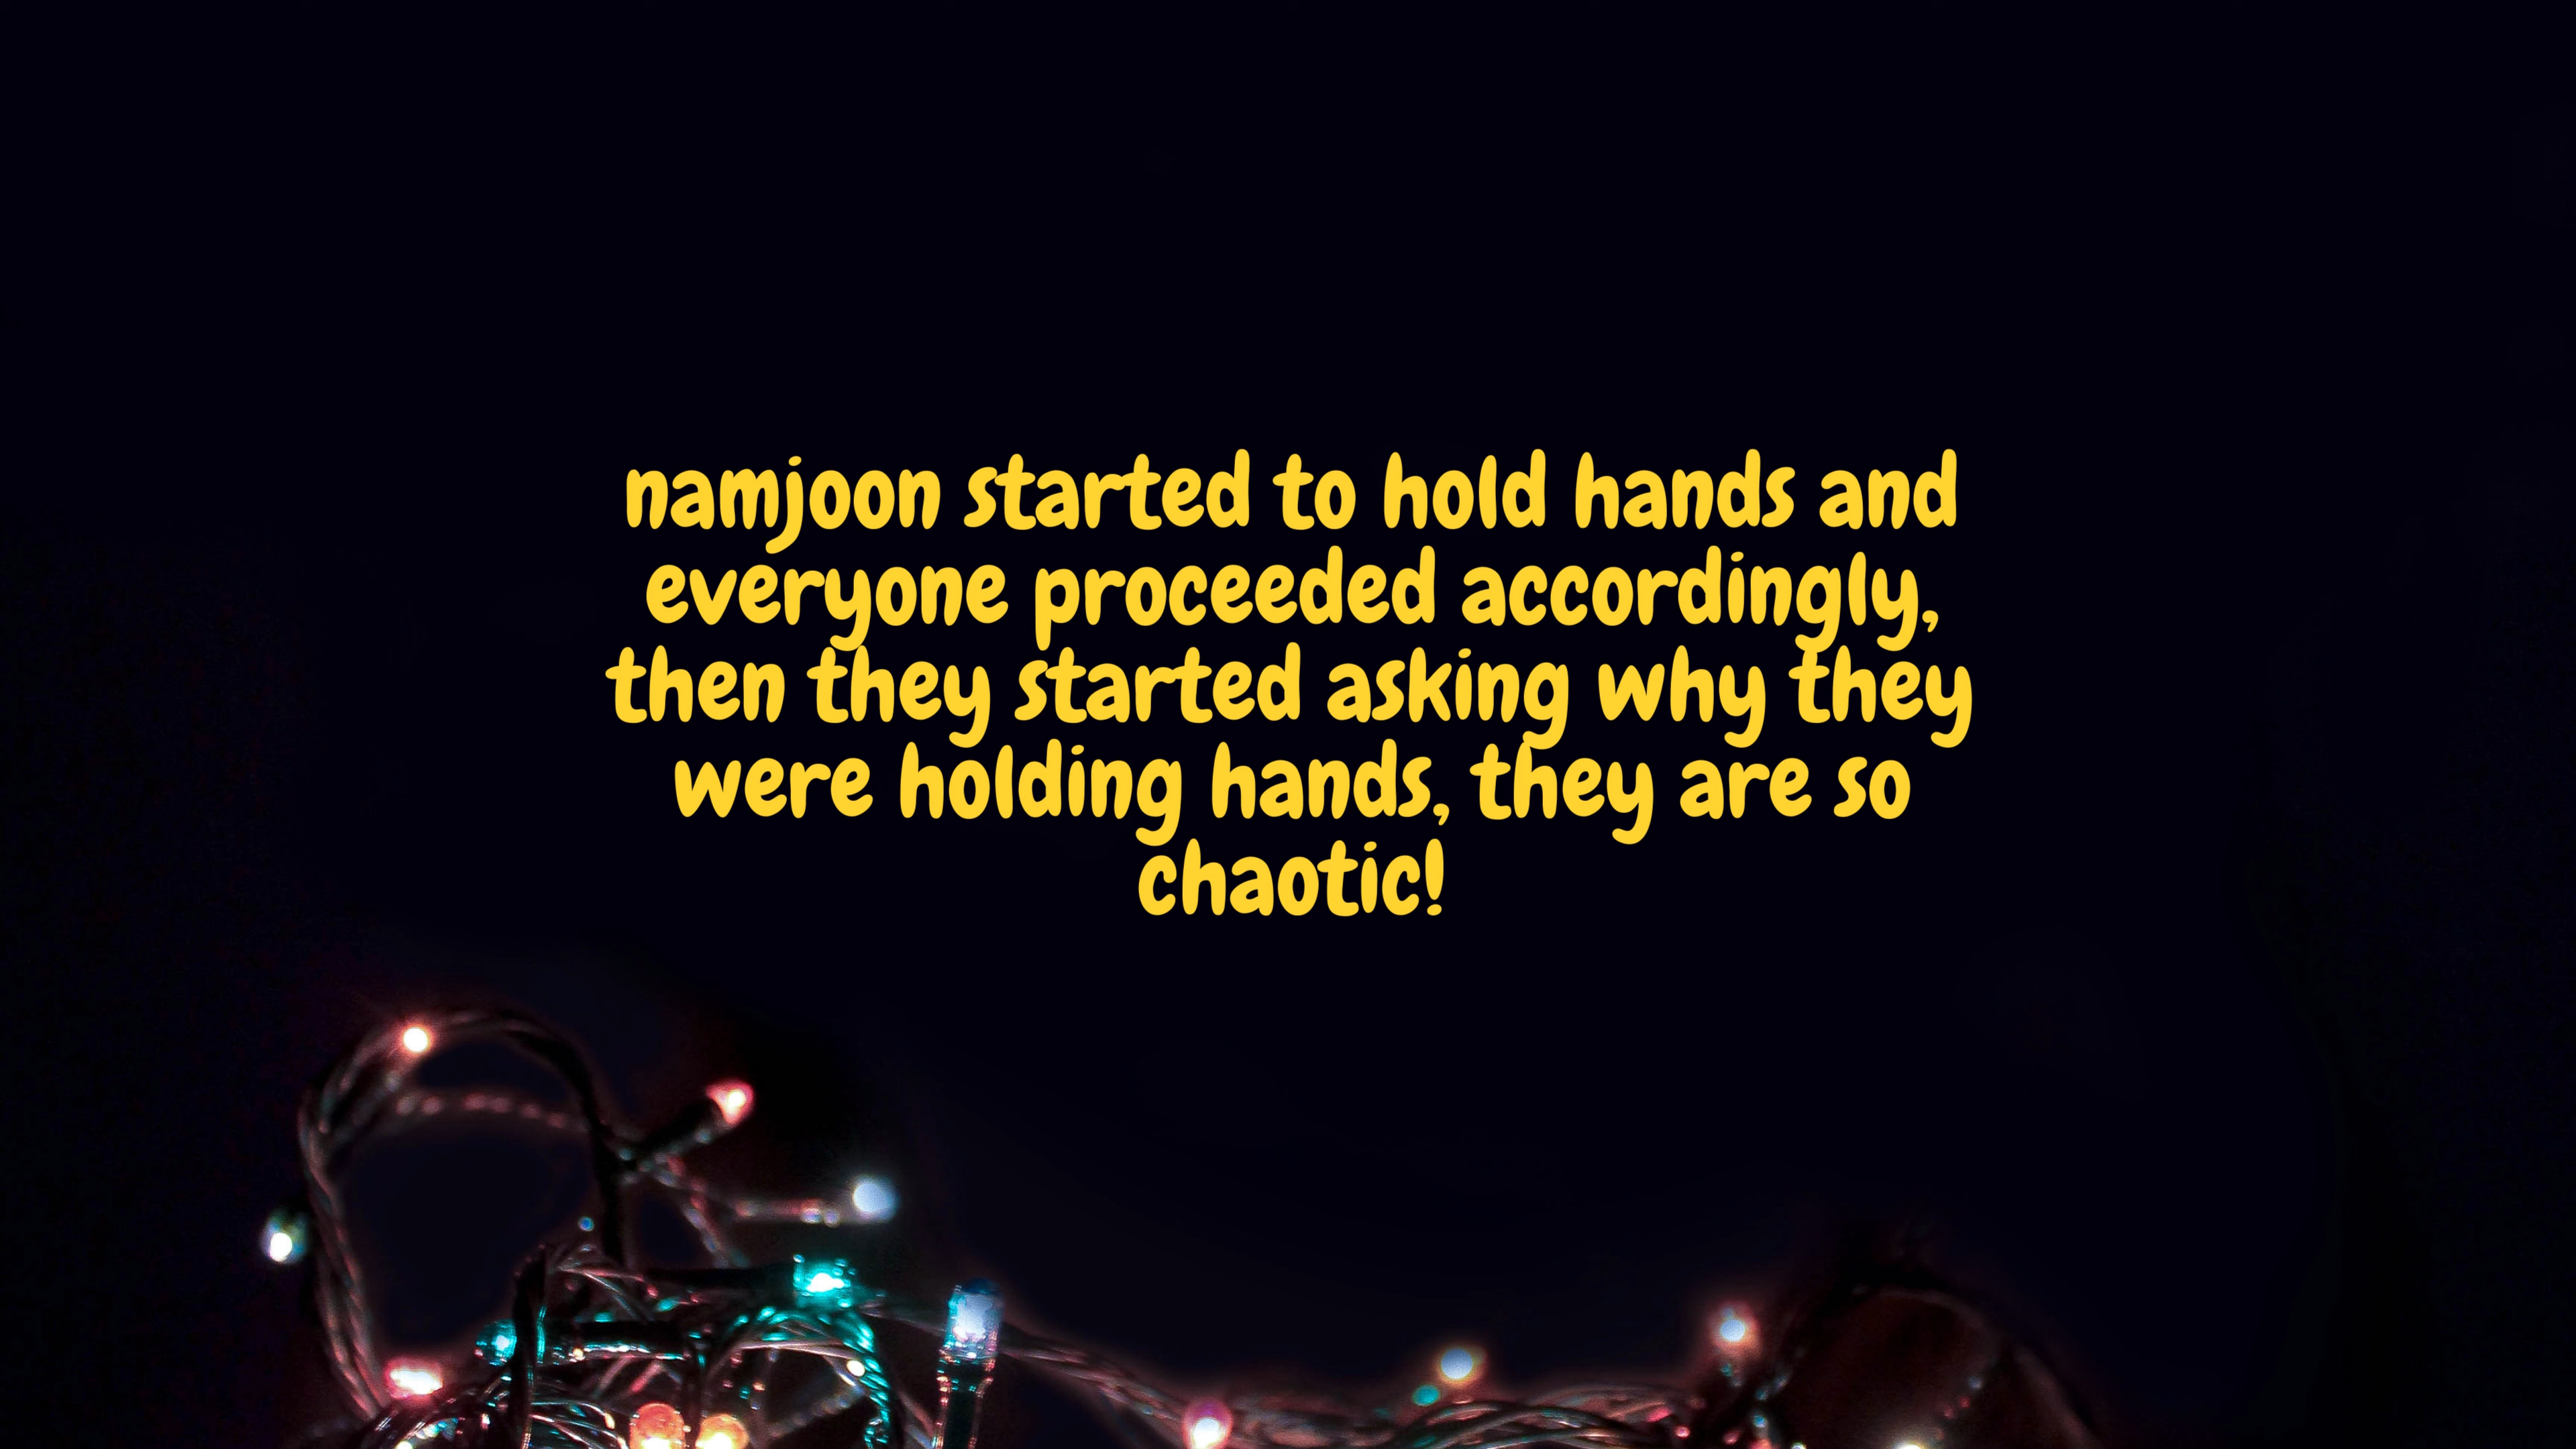 namjoon started to hold hands and
everyone proceeded accordingly,
then they started asking why they
were holding hands, they are so
chaotic!